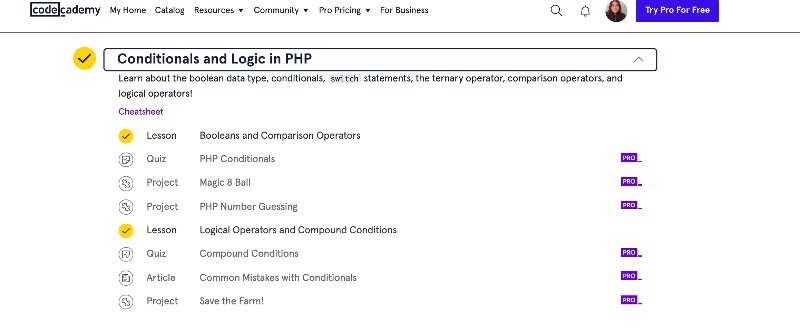 codecademy My Home Catalog Resources Community Pro Pricing For Business Try Pro For Free
Conditionals and Logic in PHP
Learn about the boolean data type, conditionals, switch statements, the ternary operator, comparison operators, and
logical operators!
Cheatsheet
Lesson Booleans and Comparison Operators
Quiz PHP Conditionals PRO
Project Magic 8 Ball PRO
Project PHP Number Guessing PRO
Lesson Logical Operators and Compound Conditions
Quiz Compound Conditions PRO
Article Common Mistakes with Conditionals PRO
Project Save the Farm! PRO